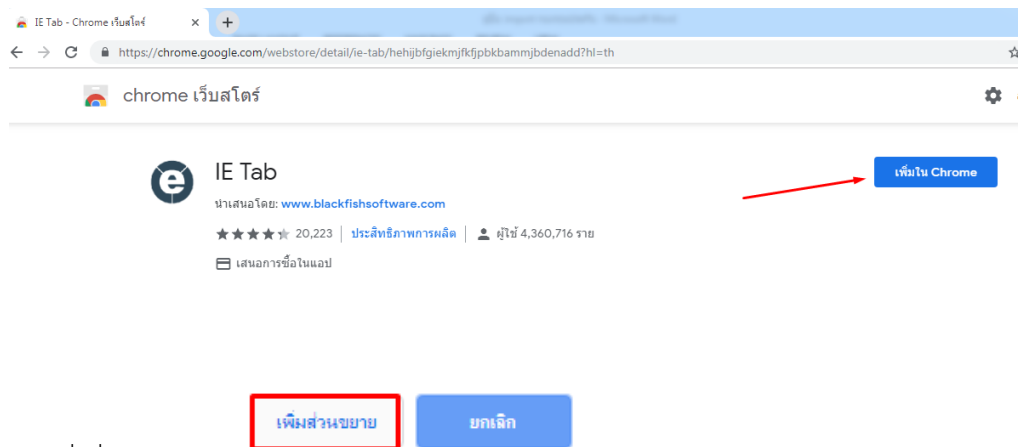 IE Tab - Chrome เว็บสโตร์
https://chrome.google.com/webstore/detail/ie-tab/hehijbfgiekmjfkfjpbkbammjbdenadd?hl=th
chrome เว็บสโตร์
IE Tab
เพิ่มใน Chrome
นำเสนอโดย: www.blackfishsoftware.com
20,223 ประสิทธิภาพการผลิต ผู้ใช้ 4,360,716 ราย
เสนอการซื้อในแอป
เพิ่มส่วนขยาย ยกเลิก